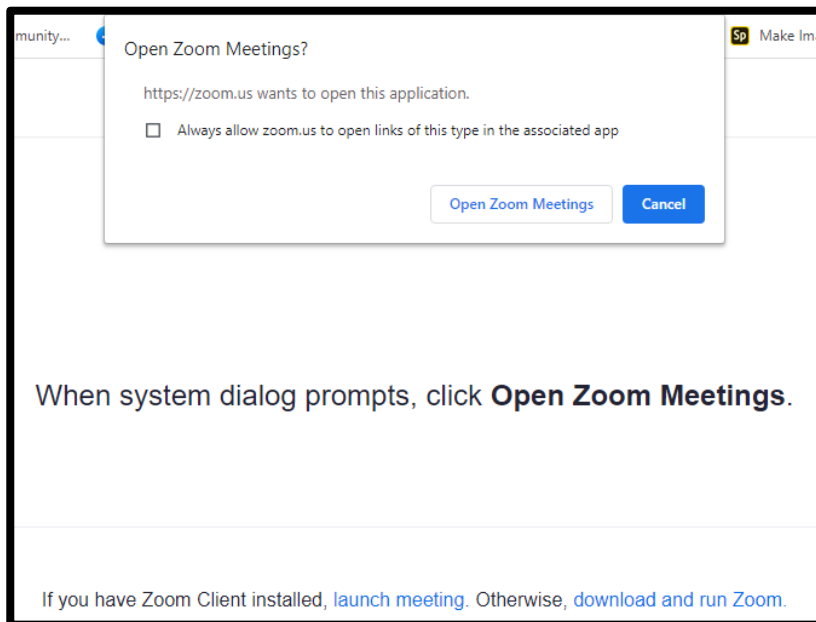 munity...
Sp Make Ima
Open Zoom Meetings?
https://zoom.us wants to open this application.
Always allow zoom.us to open links of this type in the associated app
Open Zoom Meetings Cancel
When system dialog prompts, click Open Zoom Meetings.
If you have Zoom Client installed, launch meeting. Otherwise, download and run Zoom.